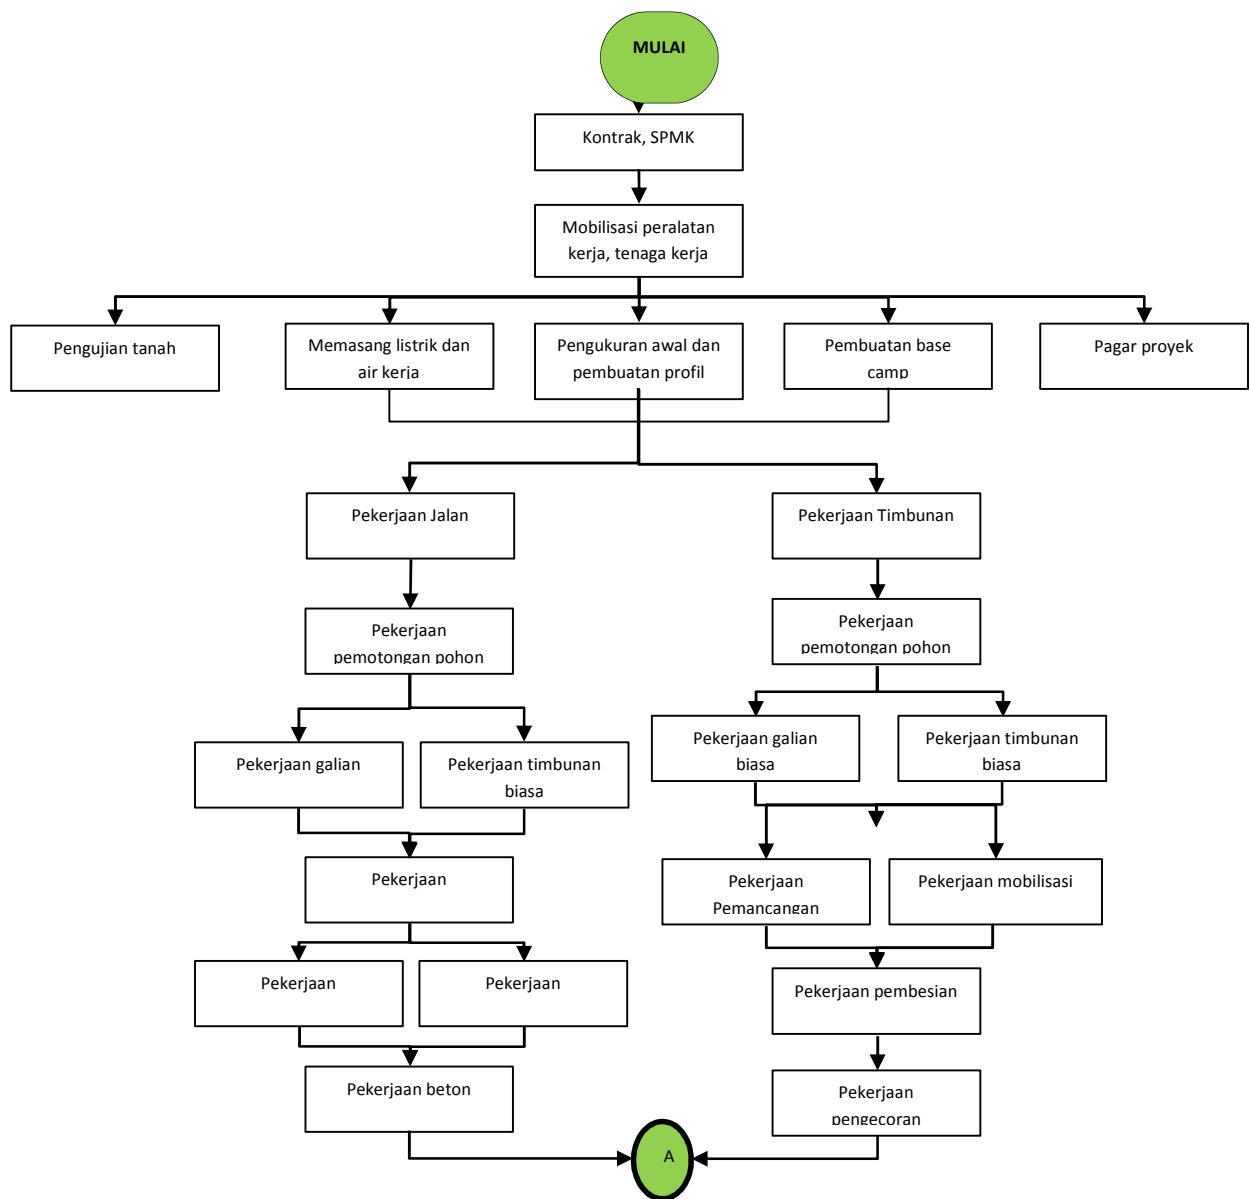 MULAI
Kontrak, SPMK
Mobilisasi peralatan
kerja, tenaga kerja
Pengujian tanah
Memasang listrik dan
air kerja
Pengukuran awal dan
pembuatan profil
Pembuatan base
camp
Pagar proyek
Pekerjaan Jalan
Pekerjaan Timbunan
Pekerjaan
pemotongan pohon
Pekerjaan
pemotongan pohon
Pekerjaan galian
Pekerjaan timbunan
biasa
Pekerjaan galian
biasa
Pekerjaan timbunan
biasa
Pekerjaan
Pekerjaan
Pemancangan
Pekerjaan mobilisasi
Pekerjaan
Pekerjaan
Pekerjaan pembesian
Pekerjaan beton
Pekerjaan
pengecoran
A